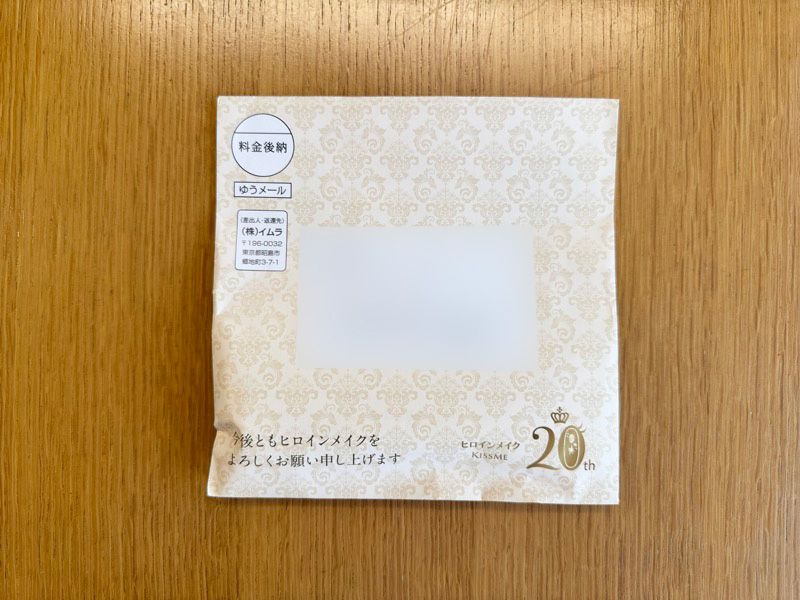 料金後納
ゆうメール
(差出人・返還先)
(株)イムラ
〒196-0032
東京都昭島市
郷地町3-7-1
今後ともヒロインメイクを
よろしくお願い申し上げます
ヒロインメイク
KISSME
20th